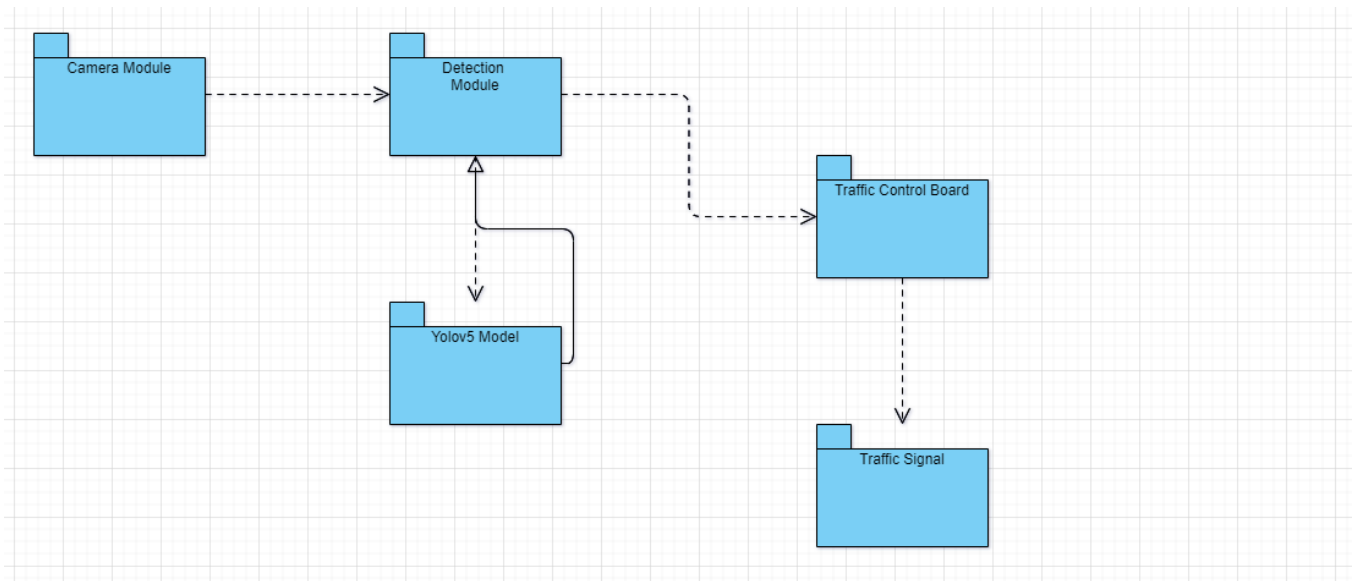 Camera Module
Detection
Module
Traffic Control Board
Yolov5 Model
Traffic Signal